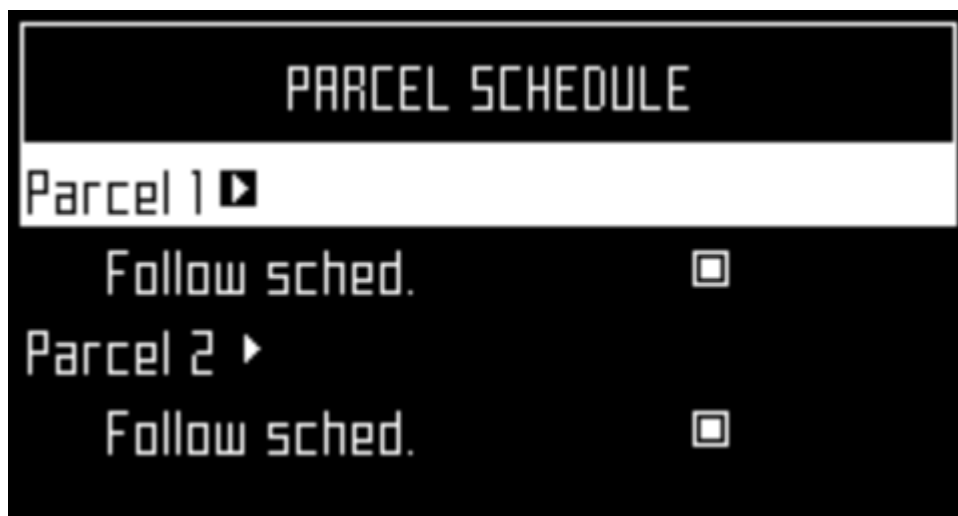 PARCEL SCHEDULE
Parcel 1
Follow sched.
Parcel 2
Follow sched.